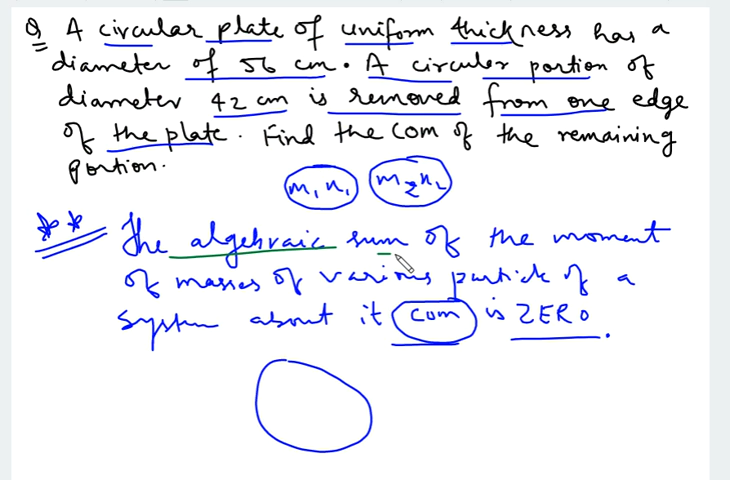 Q A circular plate of uniform thickness has a
diameter of 56 cm. A circular portion of
diameter 42 cm is removed from one edge
of the plate. Find the COM of the remaining
portion.
m₁x₁ m₂x₂
** The algebraic sum of the moment
of masses of various particle of a
system about it COM is ZERO.